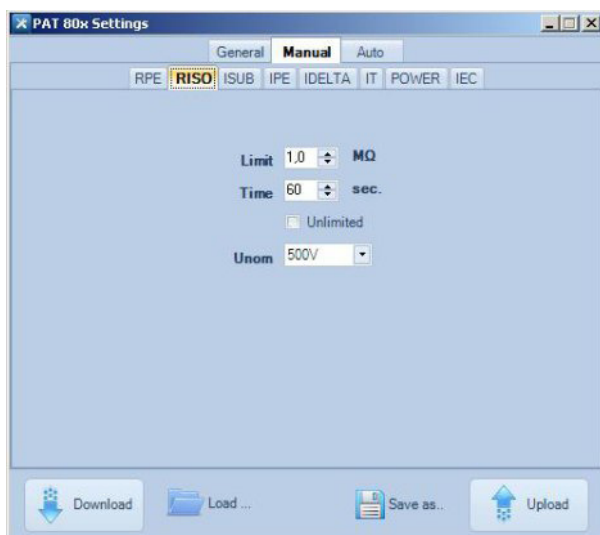 PAT 80x Settings
General Manual Auto
RPE RISO ISUB IPE IDELTA IT POWER IEC
Limit 1,0 MΩ
Time 60 sec.
Unlimited
Unom 500V
Download Load ... Save as.. Upload